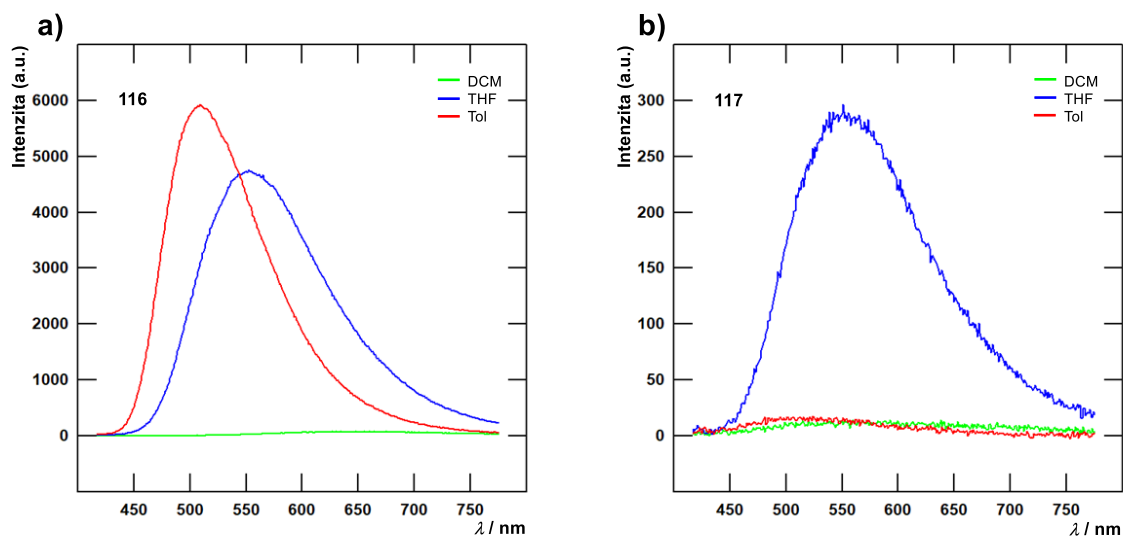 a)
Intenzita (a.u.)
116
DCM
THF
Tol
6000
5000
4000
3000
2000
1000
0
450 500 550 600 650 700 750
λ / nm
b)
Intenzita (a.u.)
117
DCM
THF
Tol
300
250
200
150
100
50
0
450 500 550 600 650 700 750
λ / nm